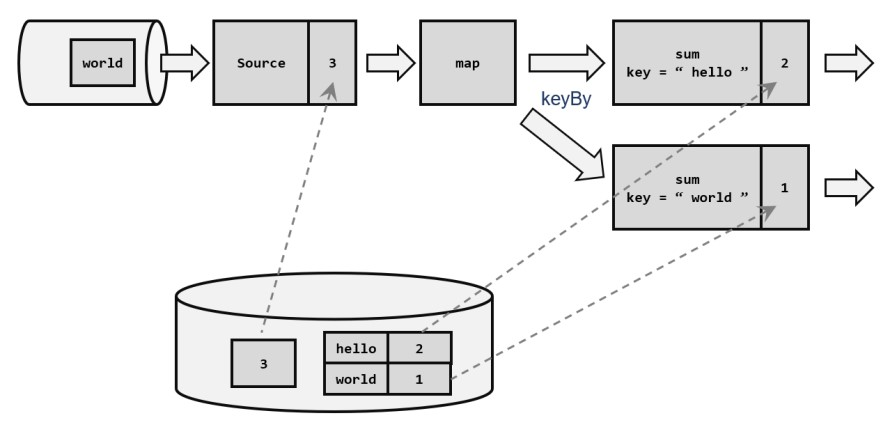 world
Source
3
map
keyBy
sum
key = “ hello ”
2
sum
key = “ world ”
1
3
hello 2
world 1